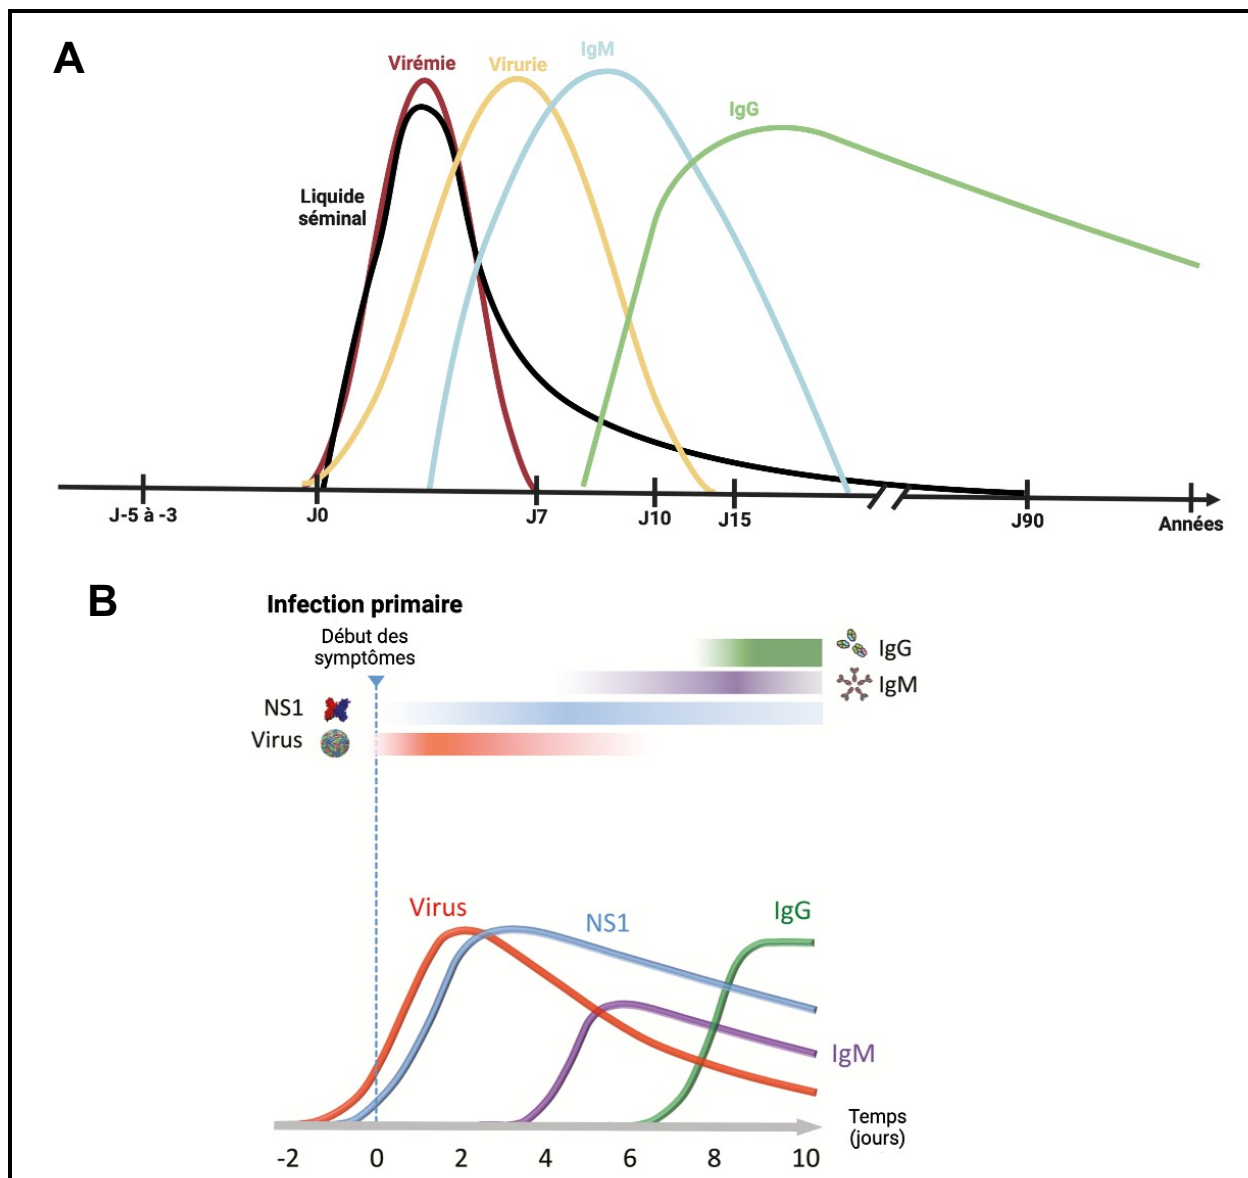 A
Virémie
Virurie
IgM
IgG
Liquide
séminal
J-5 à -3
J0
J7
J10
J15
J90
Années
B
Infection primaire
Début des
symptômes
IgG
IgM
NS1
Virus
Virus
NS1
IgG
IgM
Temps
(jours)
-2 0 2 4 6 8 10